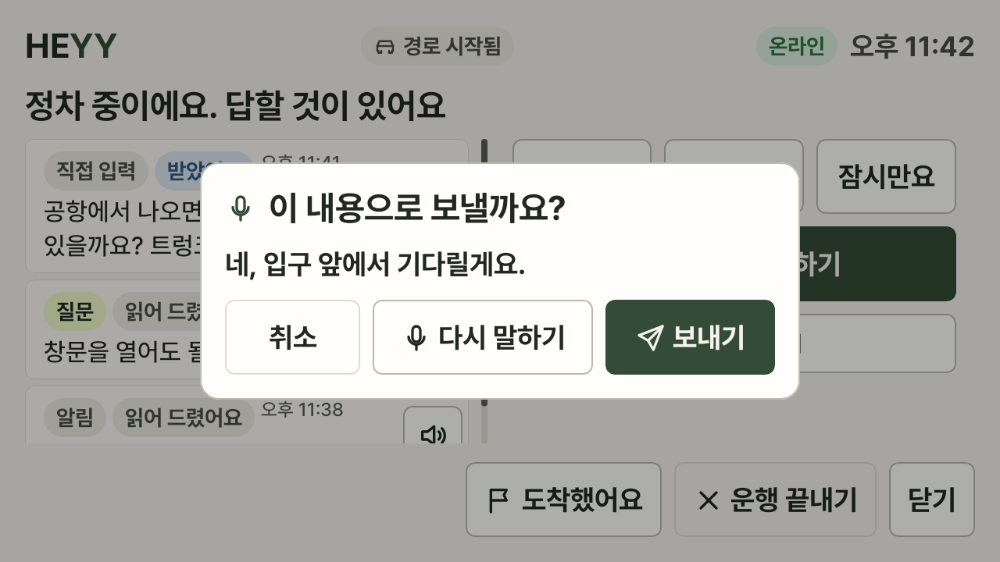 HEYY
경로 시작됨
온라인
오후 11:42
정차 중이에요. 답할 것이 있어요
직접 입력
공항에서 나오면
있을까요?
질문
창문을 열어도
알림
읽어 드렸어요
오후 11:38
잠시만요
하기
이 내용으로 보낼까요?
네, 입구 앞에서 기다릴게요.
취소
다시 말하기
보내기
도착했어요
운행 끝내기
닫기